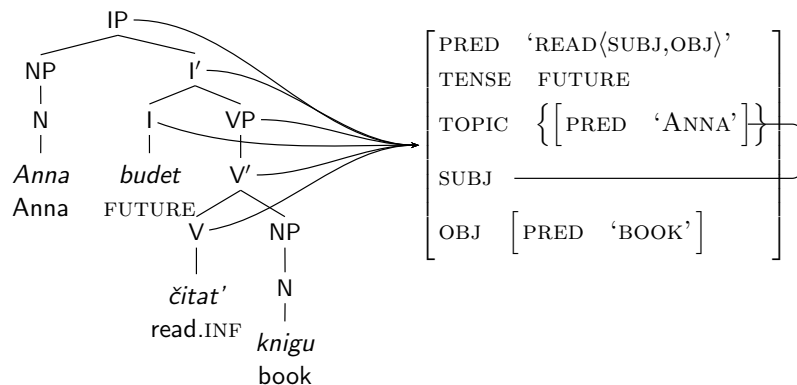 IP
NP I′
N I VP
Anna budet V′
Anna FUTURE
V NP
čitat' N
read.INF
knigu
book
PRED ‘READ⟨SUBJ,OBJ⟩’
TENSE FUTURE
TOPIC {[PRED ‘ANNA’]}
SUBJ
OBJ [PRED ‘BOOK’]